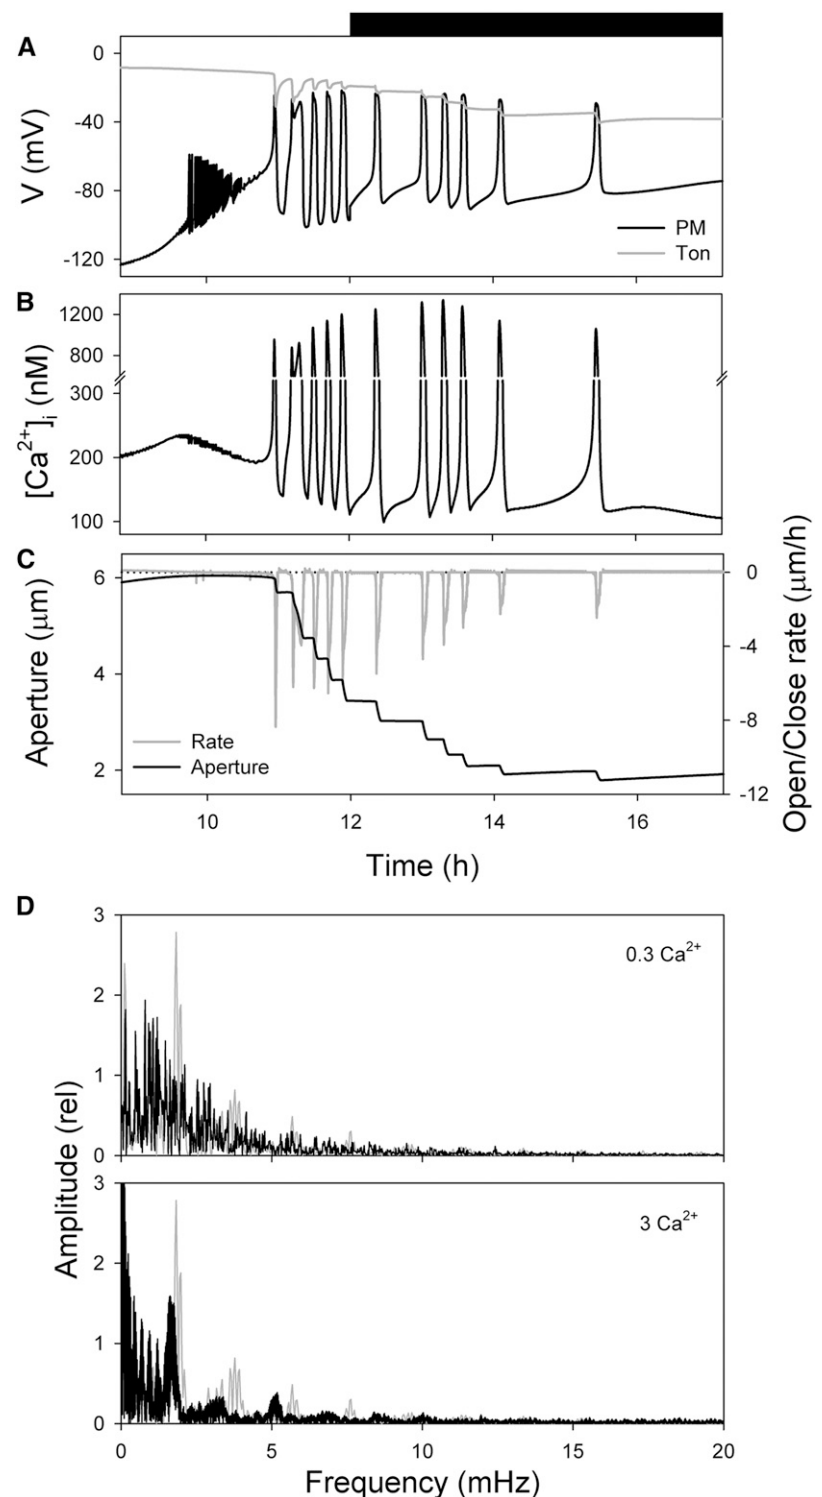 A
0
-40
-80
-120
V (mV)
PM
Ton
B
1200
800
300
200
100
[Ca2+]i (nM)
C
6
4
2
Aperture (μm)
0
-4
-8
-12
Open/Close rate (μm/h)
Rate
Aperture
10 12 14 16
Time (h)
D
3
2
1
0
0.3 Ca2+
Amplitude (rel)
3
2
1
0
3 Ca2+
0 5 10 15 20
Frequency (mHz)